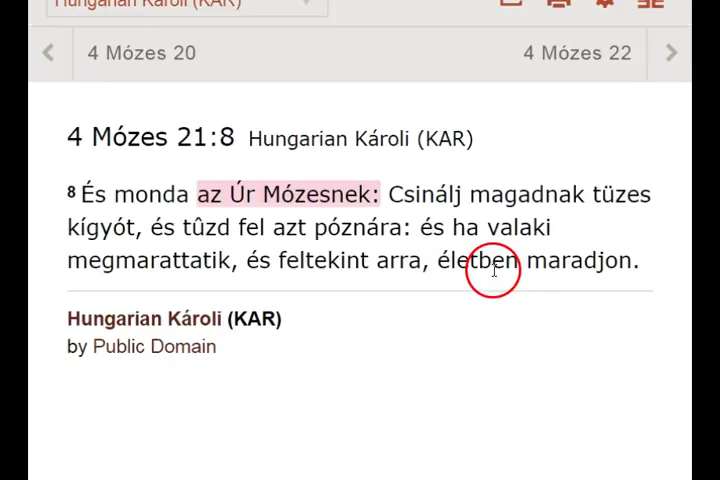 Hungarian Károli (KAR)
4 Mózes 20
4 Mózes 22
4 Mózes 21:8 Hungarian Károli (KAR)
8 És monda az Úr Mózesnek: Csinálj magadnak tüzes
kígyót, és tûzd fel azt póznára: és ha valaki
megmarattatik, és feltekint arra, életben maradjon.
Hungarian Károli (KAR)
by Public Domain